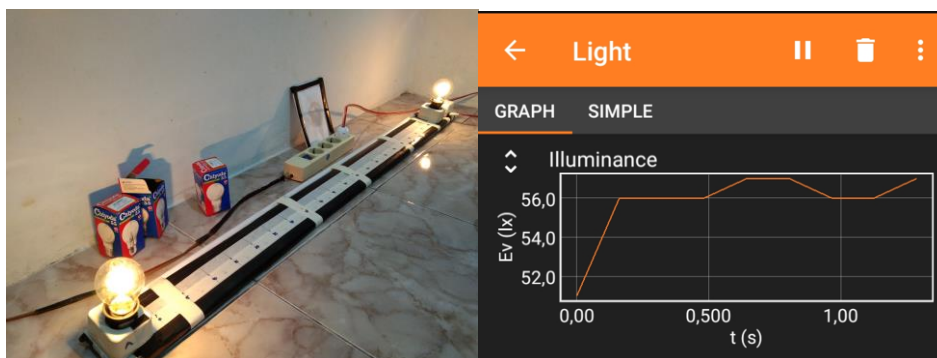 Light
GRAPH SIMPLE
Illuminance
56,0
54,0
52,0
Ev (lx)
0,00 0,500 1,00
t (s)